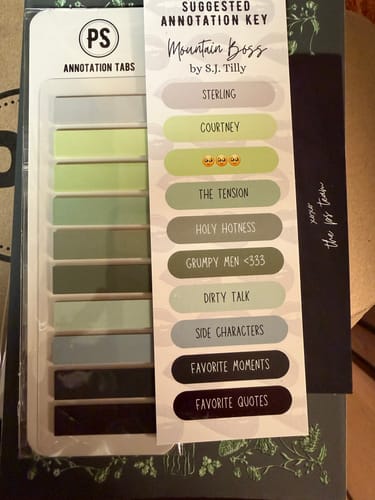 PS
ANNOTATION TABS
SUGGESTED
ANNOTATION KEY
Mountain Boss
by S.J. Tilly
STERLING
COURTNEY
🥺🥺🥺
THE TENSION
HOLY HOTNESS
GRUMPY MEN <333
DIRTY TALK
SIDE CHARACTERS
FAVORITE MOMENTS
FAVORITE QUOTES
xoxo
the ps team